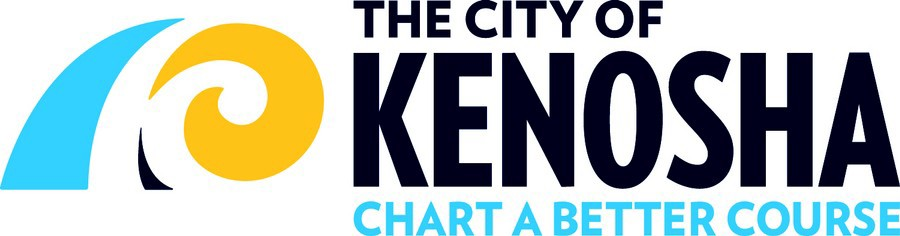 THE CITY OF
KENOSHA
CHART A BETTER COURSE